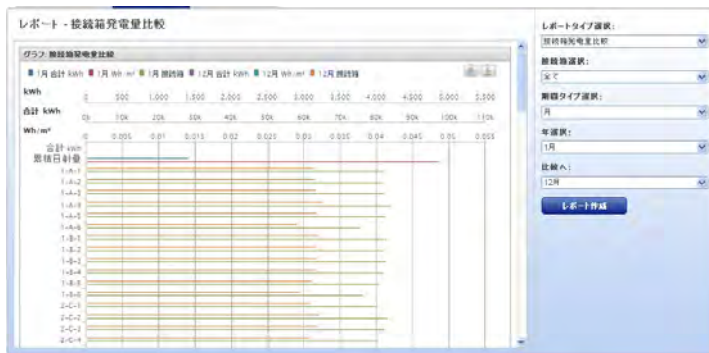 レポート - 接続箱発電量比較
グラフ: 接続箱発電量比較
1月 合計 kWh 1月 Wh/m² 1月 接続箱 12月 合計 kWh 12月 Wh/m² 12月 接続箱
kWh 0 500 1,000 1,500 2,000 2,500 3,000 3,500 4,000 4,500 5,000 5,500
合計 kWh 0k 10k 20k 30k 40k 50k 60k 70k 80k 90k 100k 110k
Wh/m² 0 0.005 0.01 0.015 0.02 0.025 0.03 0.035 0.04 0.045 0.05 0.055
合計 kWh
累積日射量
1-A-1
1-A-2
1-A-3
1-A-4
1-A-5
1-A-6
1-B-1
1-B-2
1-B-3
1-B-4
1-B-5
1-B-6
2-C-1
2-C-2
2-C-3
2-C-4
レポートタイプ選択:
接続箱発電量比較
接続箱選択:
全て
期間タイプ選択:
月
年選択:
1月
比較へ:
12月
レポート作成